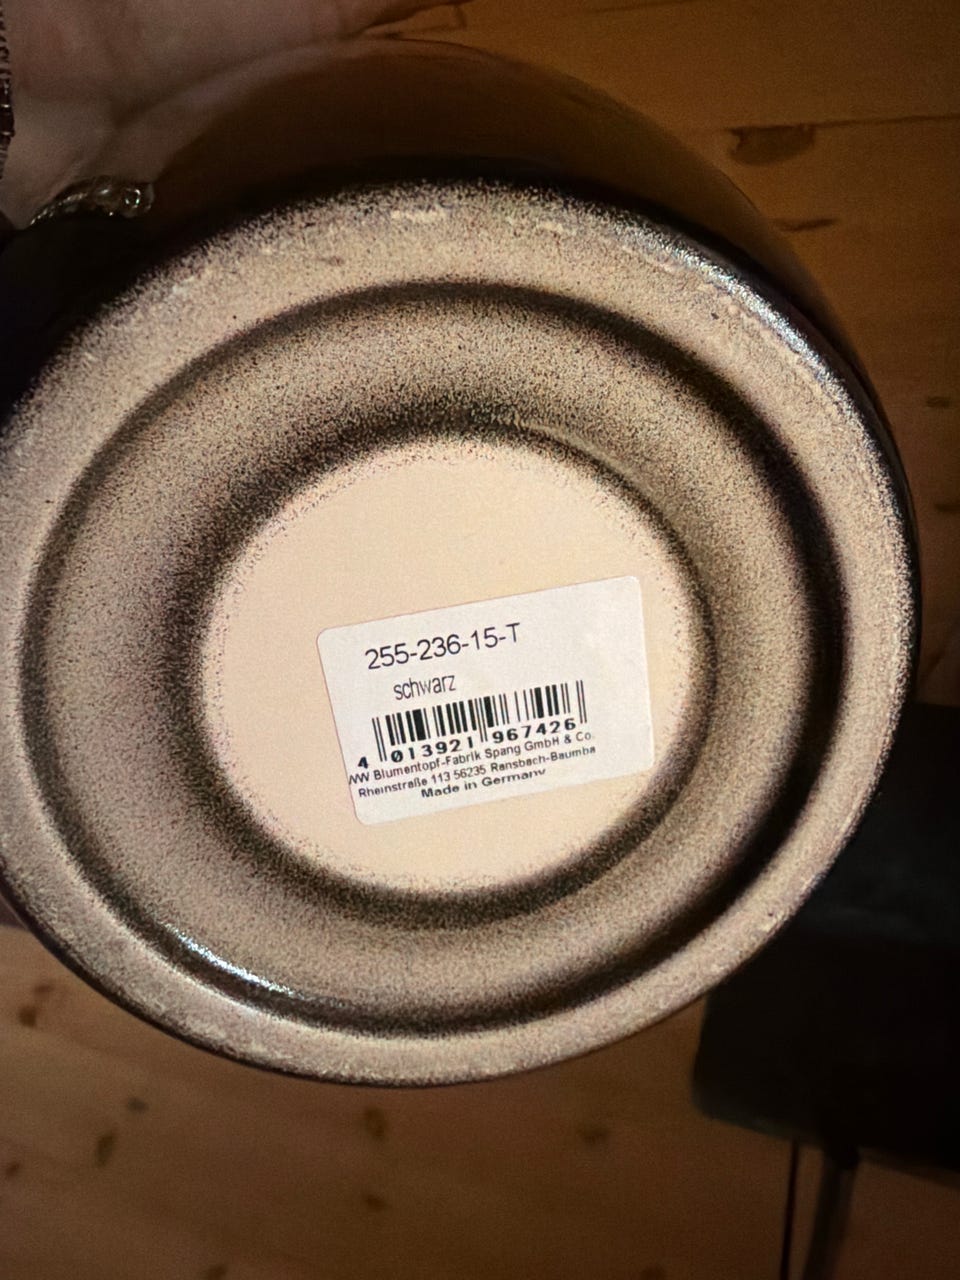 255-236-15-T
schwarz
4 013921 967426
WW Blumentopf-Fabrik Spang GmbH & Co.
Rheinstraße 113 56235 Ransbach-Baumba
Made in Germany